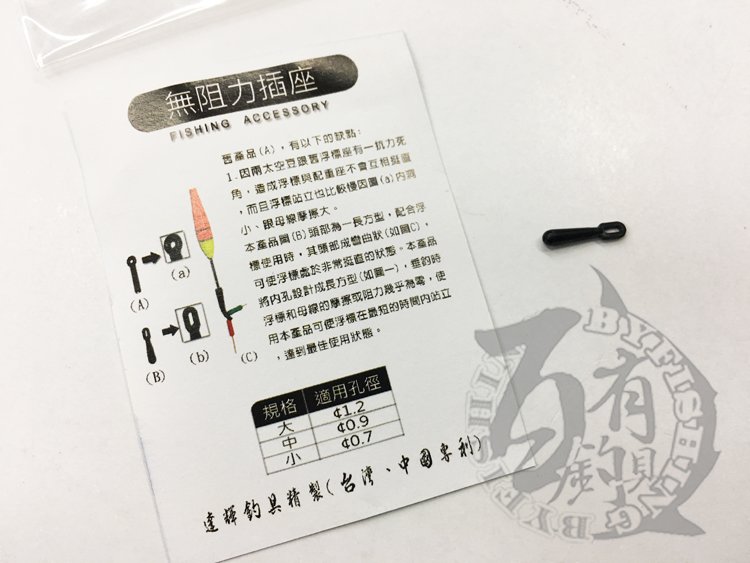 無阻力插座
FISHING ACCESSORY
舊產品(A)，有以下的缺點:
1.因兩太空豆跟舊浮標座有一抗力死
角，造成浮標與配重座不會互相挺直
，而且浮標站立也比較慢因圖(a)內洞
小、跟母線摩擦大。
本產品圖(B)頭部為一長方型，配合浮
標使用時，其頭部成彎曲狀(如圖C)，
可使浮標處於非常挺直的狀態。本產品
將內孔設計成長方型(如圖一)，垂釣時
浮標和母線的摩擦或阻力幾乎為零，使
用本產品可使浮標在最短的時間內站立
，達到最佳使用狀態。
(a)
(A)
(b)
(B)
(C)
規格 適用孔徑
大 ¢1.2
中 ¢0.9
小 ¢0.7
達輝釣具精製(台灣、中國專利)
有
釣具
BYFISHING